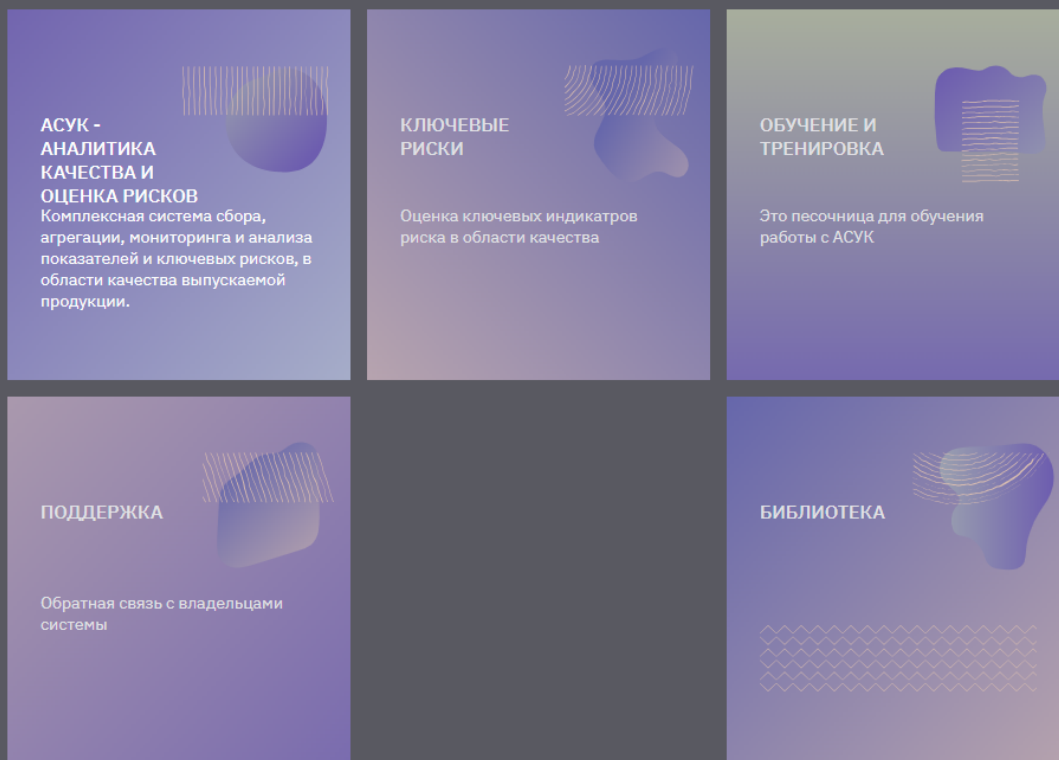 АСУК -
АНАЛИТИКА
КАЧЕСТВА И
ОЦЕНКА РИСКОВ
Комплексная система сбора,
агрегации, мониторинга и анализа
показателей и ключевых рисков, в
области качества выпускаемой
продукции.
КЛЮЧЕВЫЕ
РИСКИ
Оценка ключевых индикатров
риска в области качества
ОБУЧЕНИЕ И
ТРЕНИРОВКА
Это песочница для обучения
работы с АСУК
ПОДДЕРЖКА
Обратная связь с владельцами
системы
БИБЛИОТЕКА